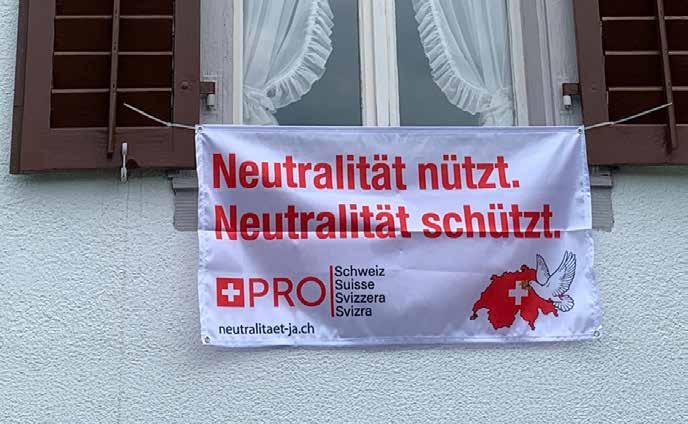 Neutralität nützt.
Neutralität schützt.
PRO
Schweiz
Suisse
Svizzera
Svizra
neutralitaet-ja.ch